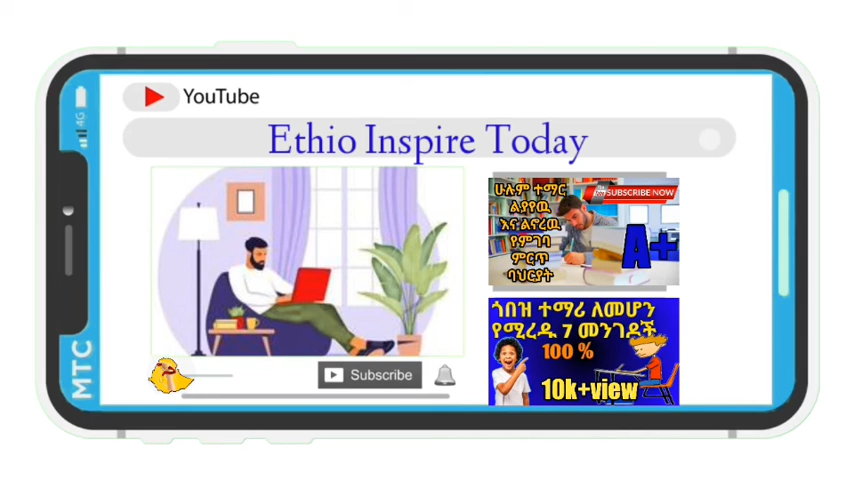 4G
MTC
YouTube
Ethio Inspire Today
ሁሉም ተማር
ልያየዉ
እና ልኖረዉ
የምገባ
ምርጥ
ባህርያት
SUBSCRIBE NOW
A+
ጎበዝ ተማሪ ለመሆን
የሚረዱ 7 መንገዶች
100 %
10k+view
Subscribe